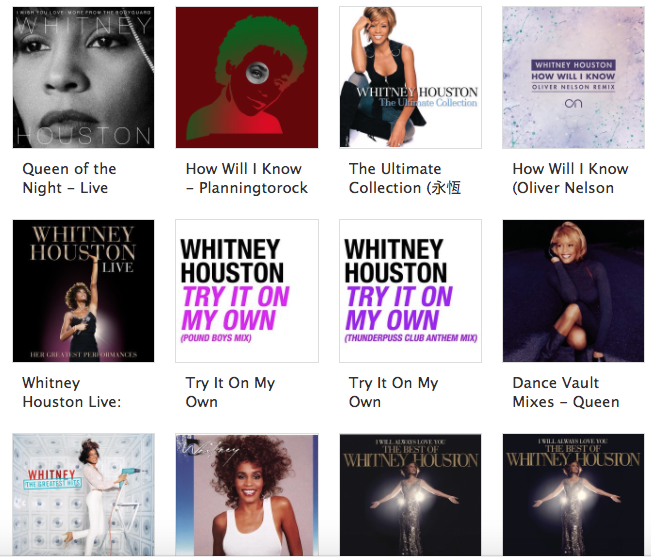 I WISH YOU LOVE: MORE FROM THE BODYGUARD
WHITNEY
HOUSTON
WHITNEY HOUSTON
The Ultimate Collection
WHITNEY HOUSTON
HOW WILL I KNOW
OLIVER NELSON REMIX
on
Queen of the
Night – Live
How Will I Know
– Planningtorock
The Ultimate
Collection (永恆
How Will I Know
(Oliver Nelson
WHITNEY
HOUSTON
LIVE
HER GREATEST PERFORMANCES
WHITNEY
HOUSTON
TRY IT ON
MY OWN
(POUND BOYS MIX)
WHITNEY
HOUSTON
TRY IT ON
MY OWN
(THUNDERPUSS CLUB ANTHEM MIX)
Whitney
Houston Live:
Try It On My
Own
Try It On My
Own
Dance Vault
Mixes – Queen
WHITNEY
THE GREATEST HITS
Whitney
I WILL ALWAYS LOVE YOU
THE BEST OF
WHITNEY HOUSTON
I WILL ALWAYS LOVE YOU
THE BEST OF
WHITNEY HOUSTON